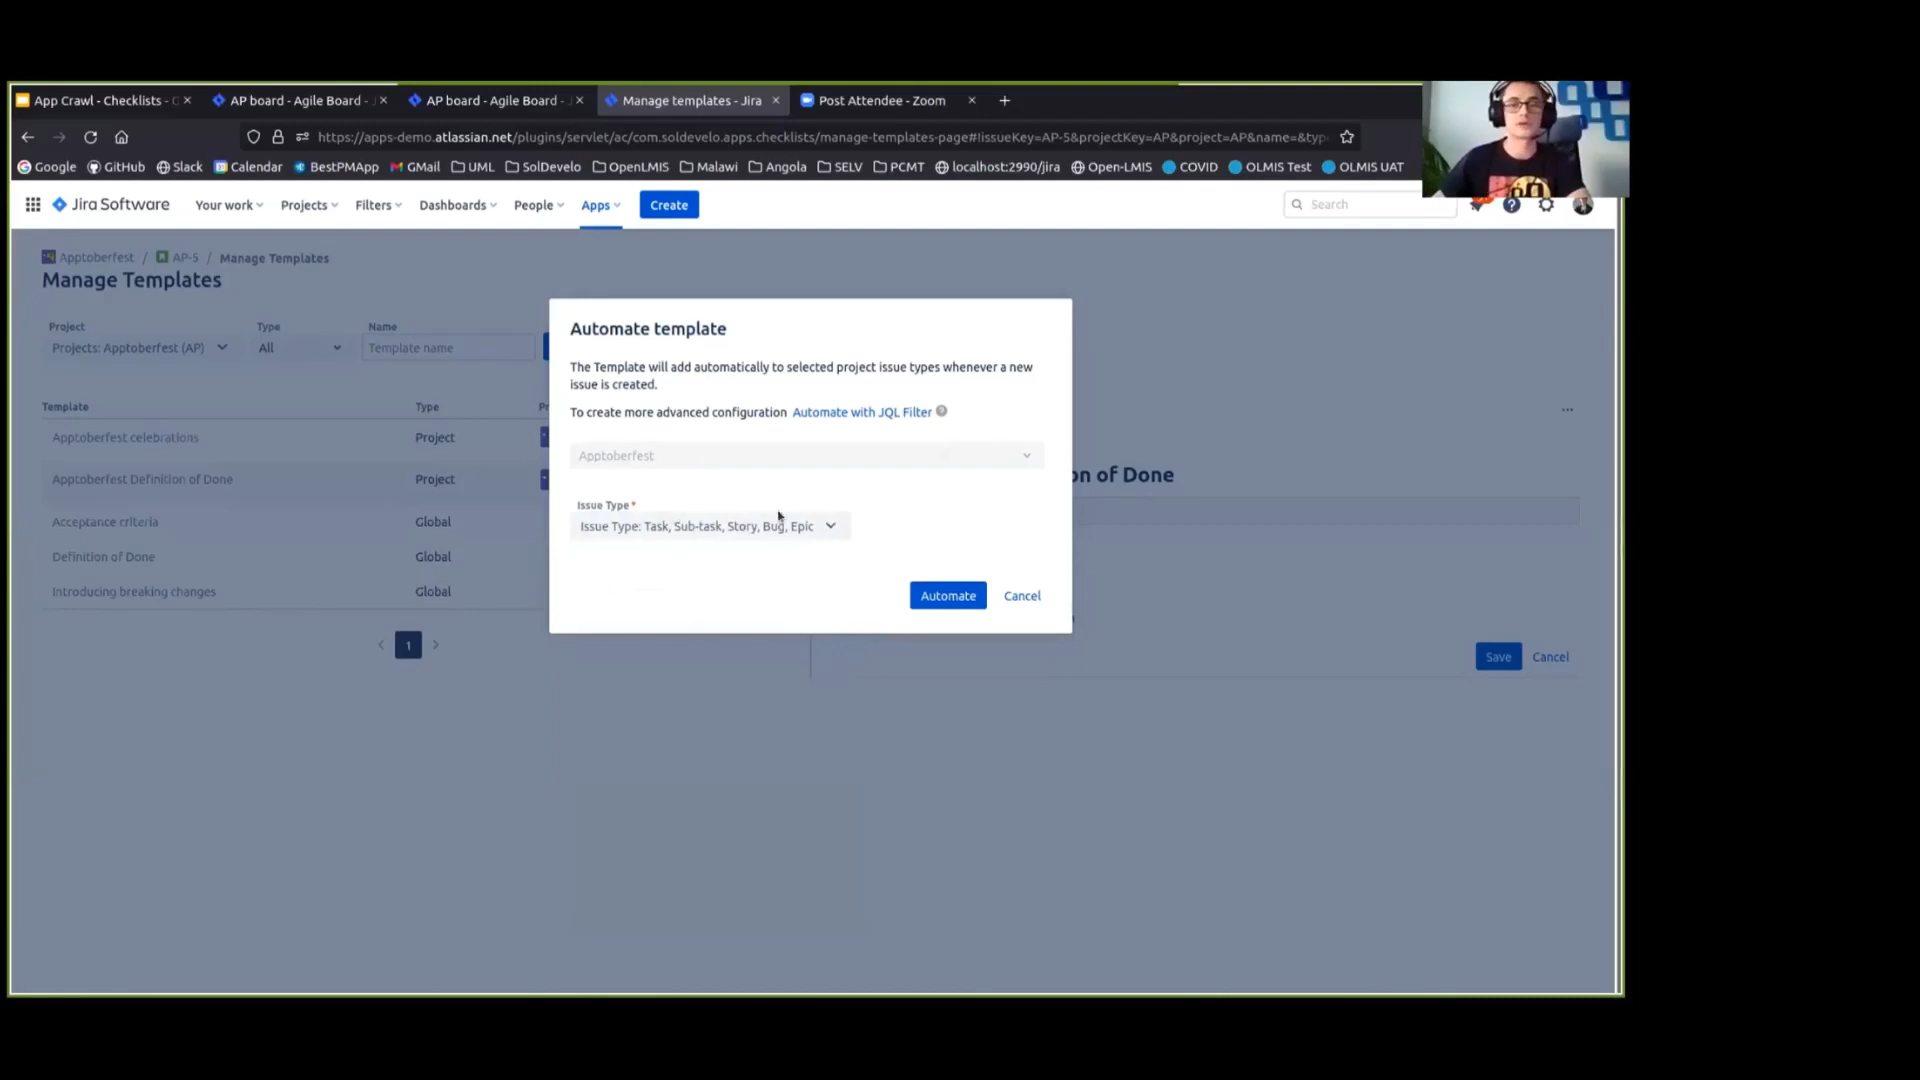 App Crawl - Checklists - G
AP board - Agile Board - J
AP board - Agile Board - J
Manage templates - Jira
Post Attendee - Zoom
https://apps-demo.atlassian.net/plugins/servlet/ac/com.soldevelo.apps.checklists/manage-templates-page#!issueKey=AP-5&projectKey=AP&project=AP&name=&typ
Google GitHub Slack Calendar BestPMApp GMail UML SolDevelo OpenLMIS Malawi Angola SELV PCMT localhost:2990/jira Open-LMIS COVID OLMIS Test OLMIS UAT
Jira Software Your work Projects Filters Dashboards People Apps Create Search
Apptoberfest / AP-5 / Manage Templates
Manage Templates
Project Type Name
Projects: Apptoberfest (AP) All Template name
Template Type Pr
Apptoberfest celebrations Project
Apptoberfest Definition of Done Project
Acceptance criteria Global
Definition of Done Global
Introducing breaking changes Global
1
Automate template
The Template will add automatically to selected project issue types whenever a new
issue is created.
To create more advanced configuration Automate with JQL Filter
Apptoberfest
Issue Type *
Issue Type: Task, Sub-task, Story, Bug, Epic
Automate Cancel
n of Done
Save Cancel